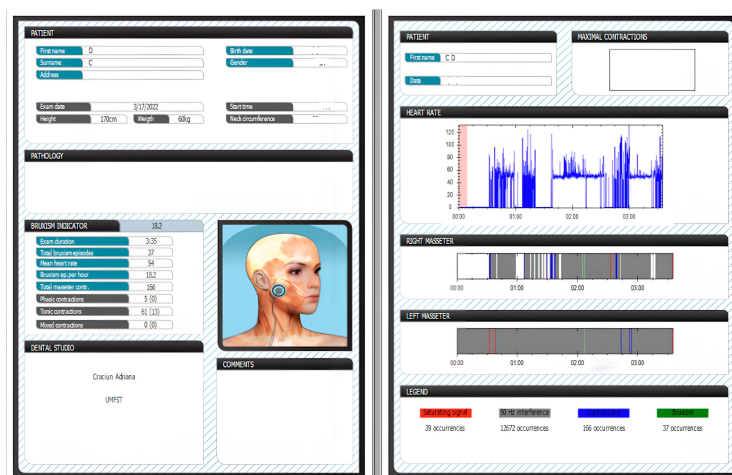 PATIENT
First name D
Birth date
Surname C
Gender
Address
Exam date 3/17/2022
Start time
Height 170cm Weigth 60kg
Neck circumference
PATHOLOGY
BRUXISM INDICATOR 18.2
Exam duration 3:35
Total bruxism episodes 37
Mean heart rate 54
Bruxism ep. per hour 18.2
Total masseter contr. 166
Phasic contractions 5 (0)
Tonic contractions 61 (13)
Mixed contractions 0 (0)
DENTAL STUDIO
Craciun Adriana
UMFST
COMMENTS
PATIENT
First name C D
Date
MAXIMAL CONTRACTIONS
HEART RATE
120
100
80
60
40
20
0
00:00 01:00 02:00 03:00
RIGHT MASSETER
00:00 01:00 02:00 03:00
LEFT MASSETER
00:00 01:00 02:00 03:00
LEGEND
Saturating signal 50 Hz interference Contractions Bruxism
39 occurrences 12672 occurrences 166 occurrences 37 occurrences